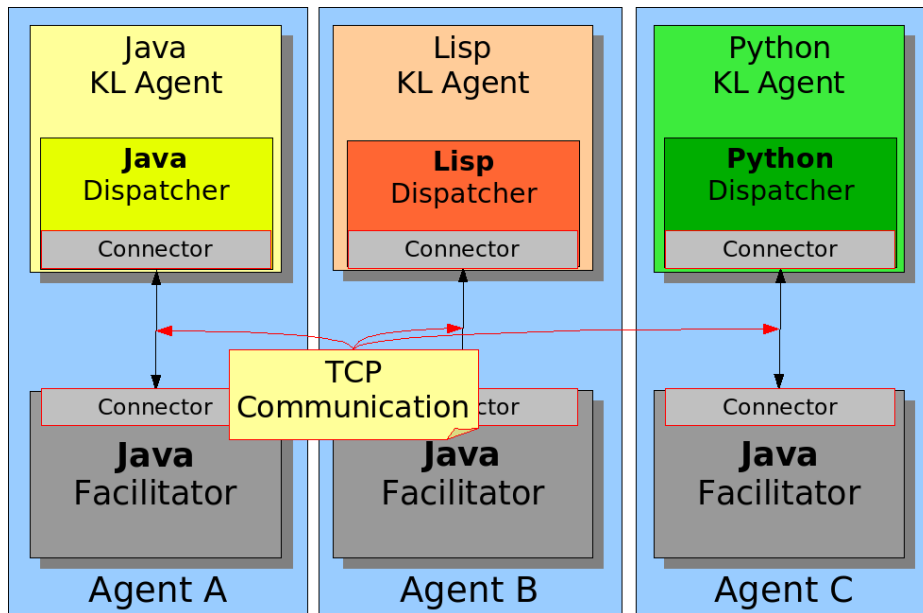 Java
KL Agent
Java
Dispatcher
Connector
Lisp
KL Agent
Lisp
Dispatcher
Connector
Python
KL Agent
Python
Dispatcher
Connector
TCP
Communication
Connector
Java
Facilitator
Agent A
ctor
Java
Facilitator
Agent B
Connector
Java
Facilitator
Agent C